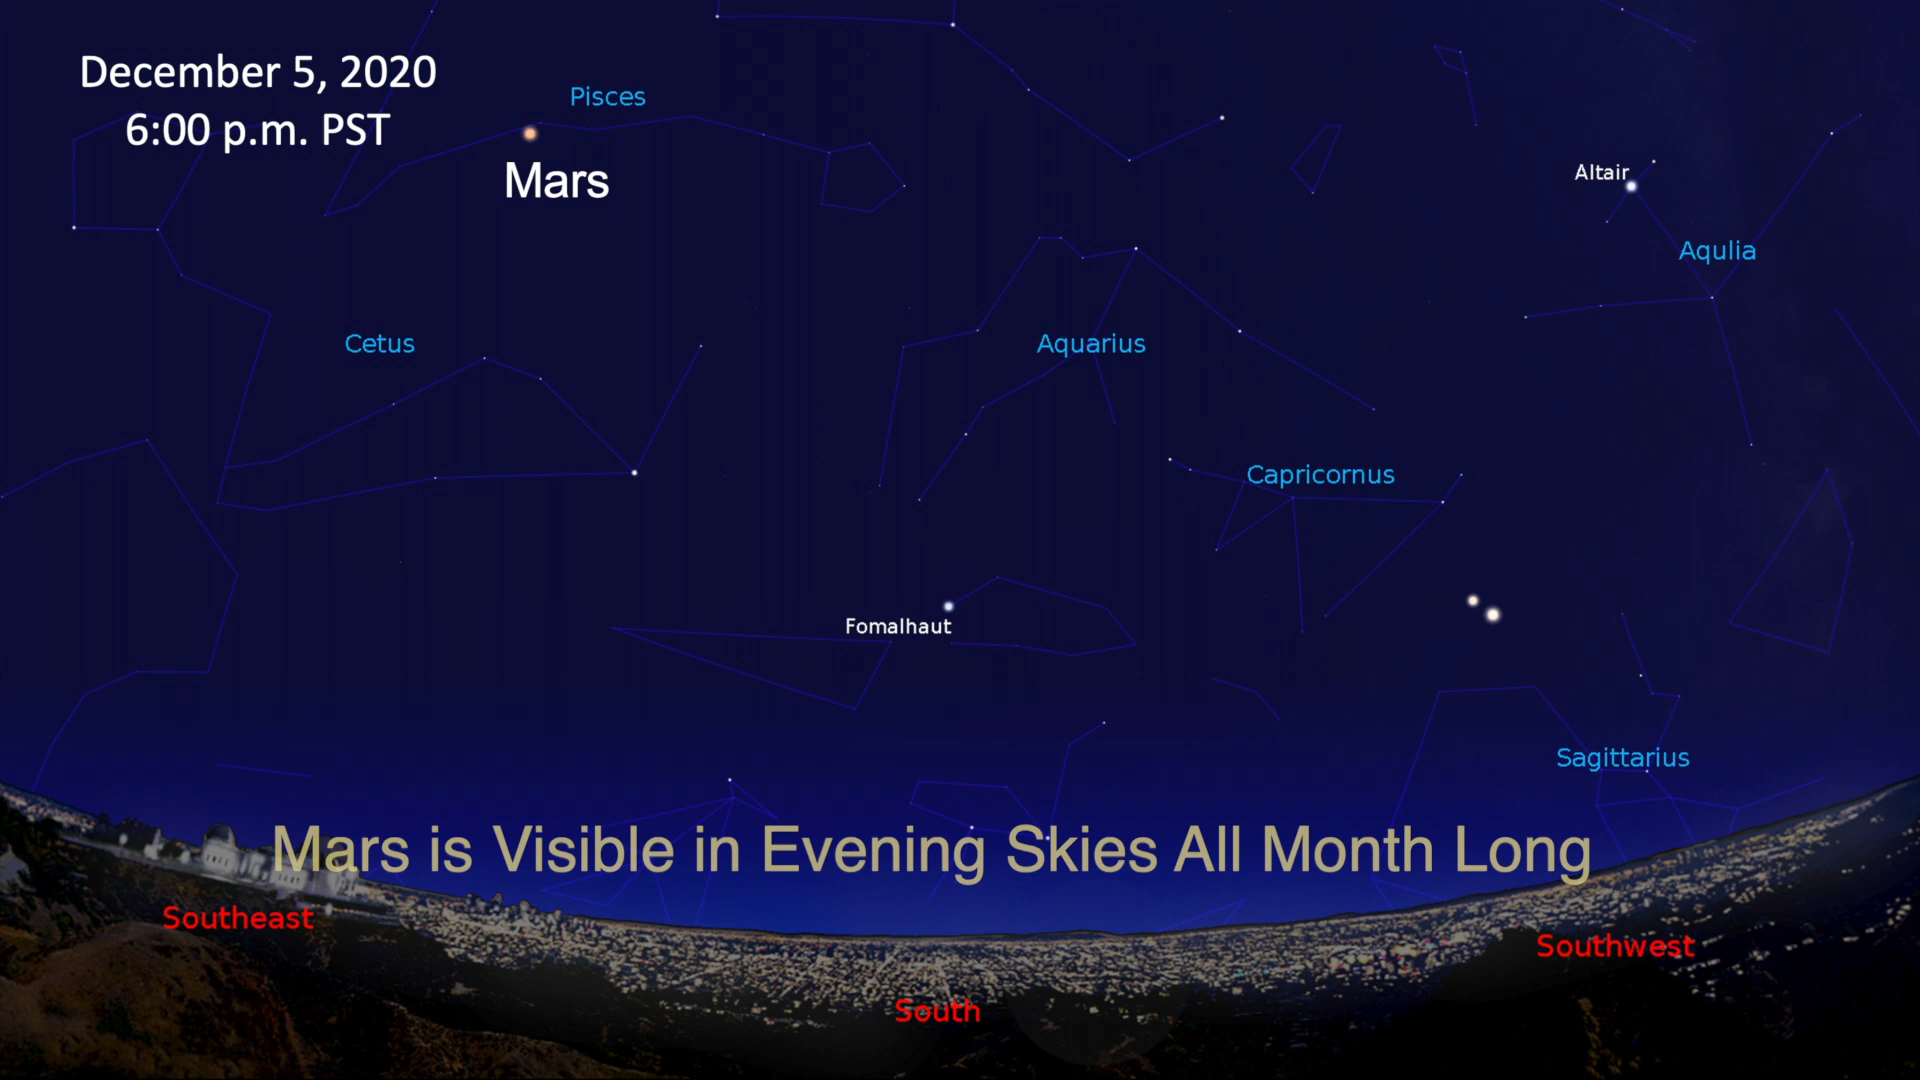 December 5, 2020
6:00 p.m. PST
Pisces
Mars
Altair
Aqulia
Cetus
Aquarius
Capricornus
Fomalhaut
Sagittarius
Mars is Visible in Evening Skies All Month Long
Southeast
Southwest
South